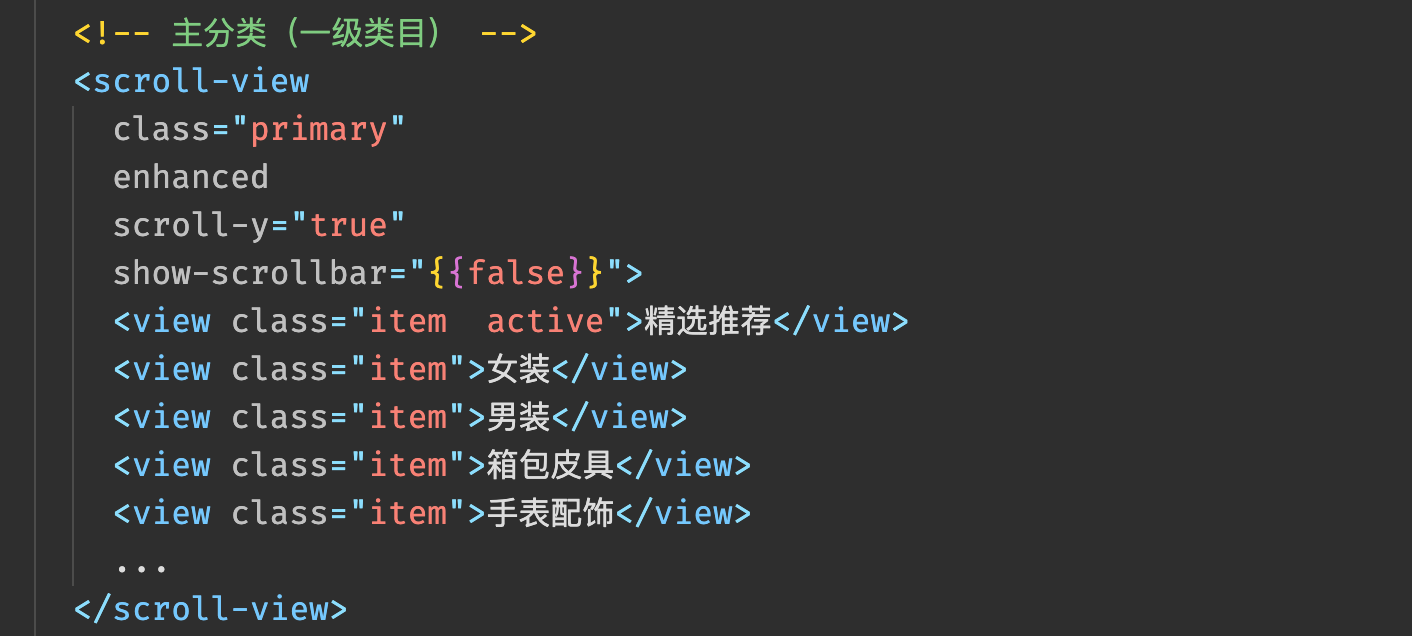 <!-- 主分类（一级类目） -->
<scroll-view
class="primary"
enhanced
scroll-y="true"
show-scrollbar="{{false}}">
<view class="item  active">精选推荐</view>
<view class="item">女装</view>
<view class="item">男装</view>
<view class="item">箱包皮具</view>
<view class="item">手表配饰</view>
...
</scroll-view>